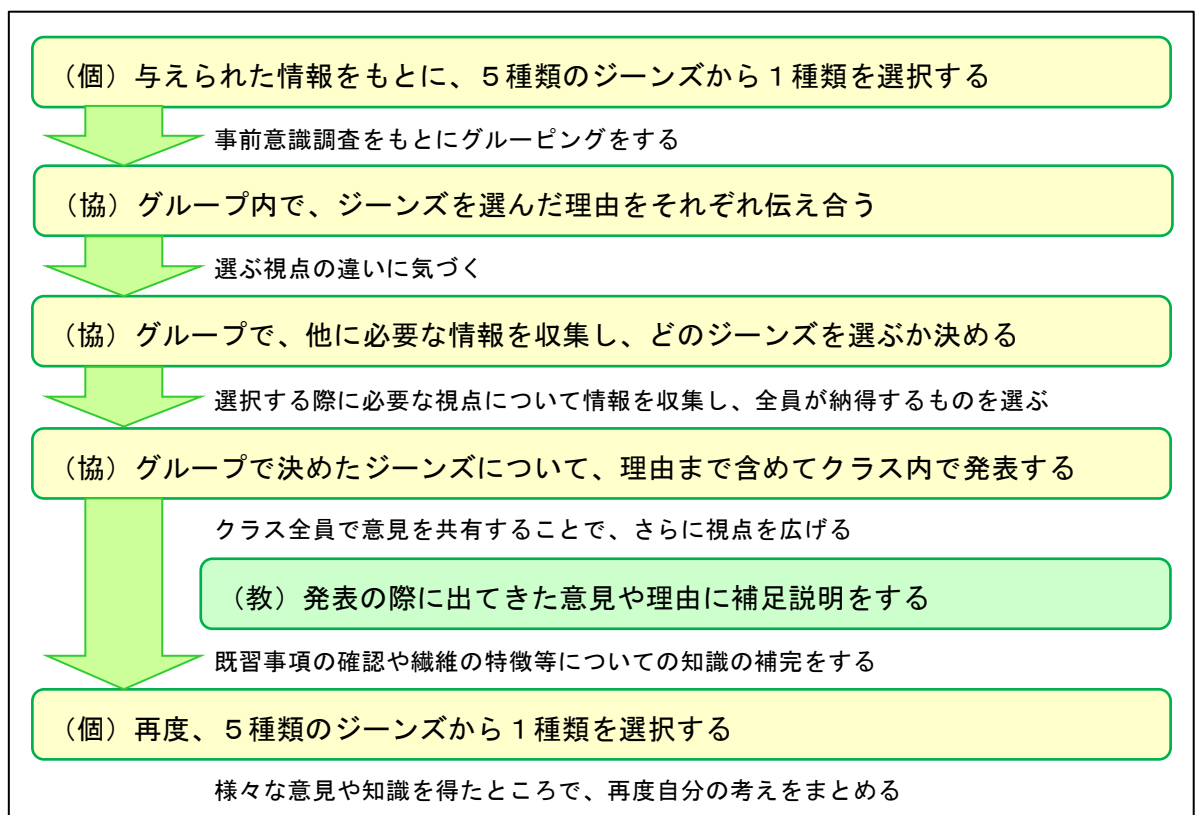 （個）与えられた情報をもとに、５種類のジーンズから１種類を選択する
事前意識調査をもとにグルーピングをする
（協）グループ内で、ジーンズを選んだ理由をそれぞれ伝え合う
選ぶ視点の違いに気づく
（協）グループで、他に必要な情報を収集し、どのジーンズを選ぶか決める
選択する際に必要な視点について情報を収集し、全員が納得するものを選ぶ
（協）グループで決めたジーンズについて、理由まで含めてクラス内で発表する
クラス全員で意見を共有することで、さらに視点を広げる
（教）発表の際に出てきた意見や理由に補足説明をする
既習事項の確認や繊維の特徴等についての知識の補完をする
（個）再度、５種類のジーンズから１種類を選択する
様々な意見や知識を得たところで、再度自分の考えをまとめる